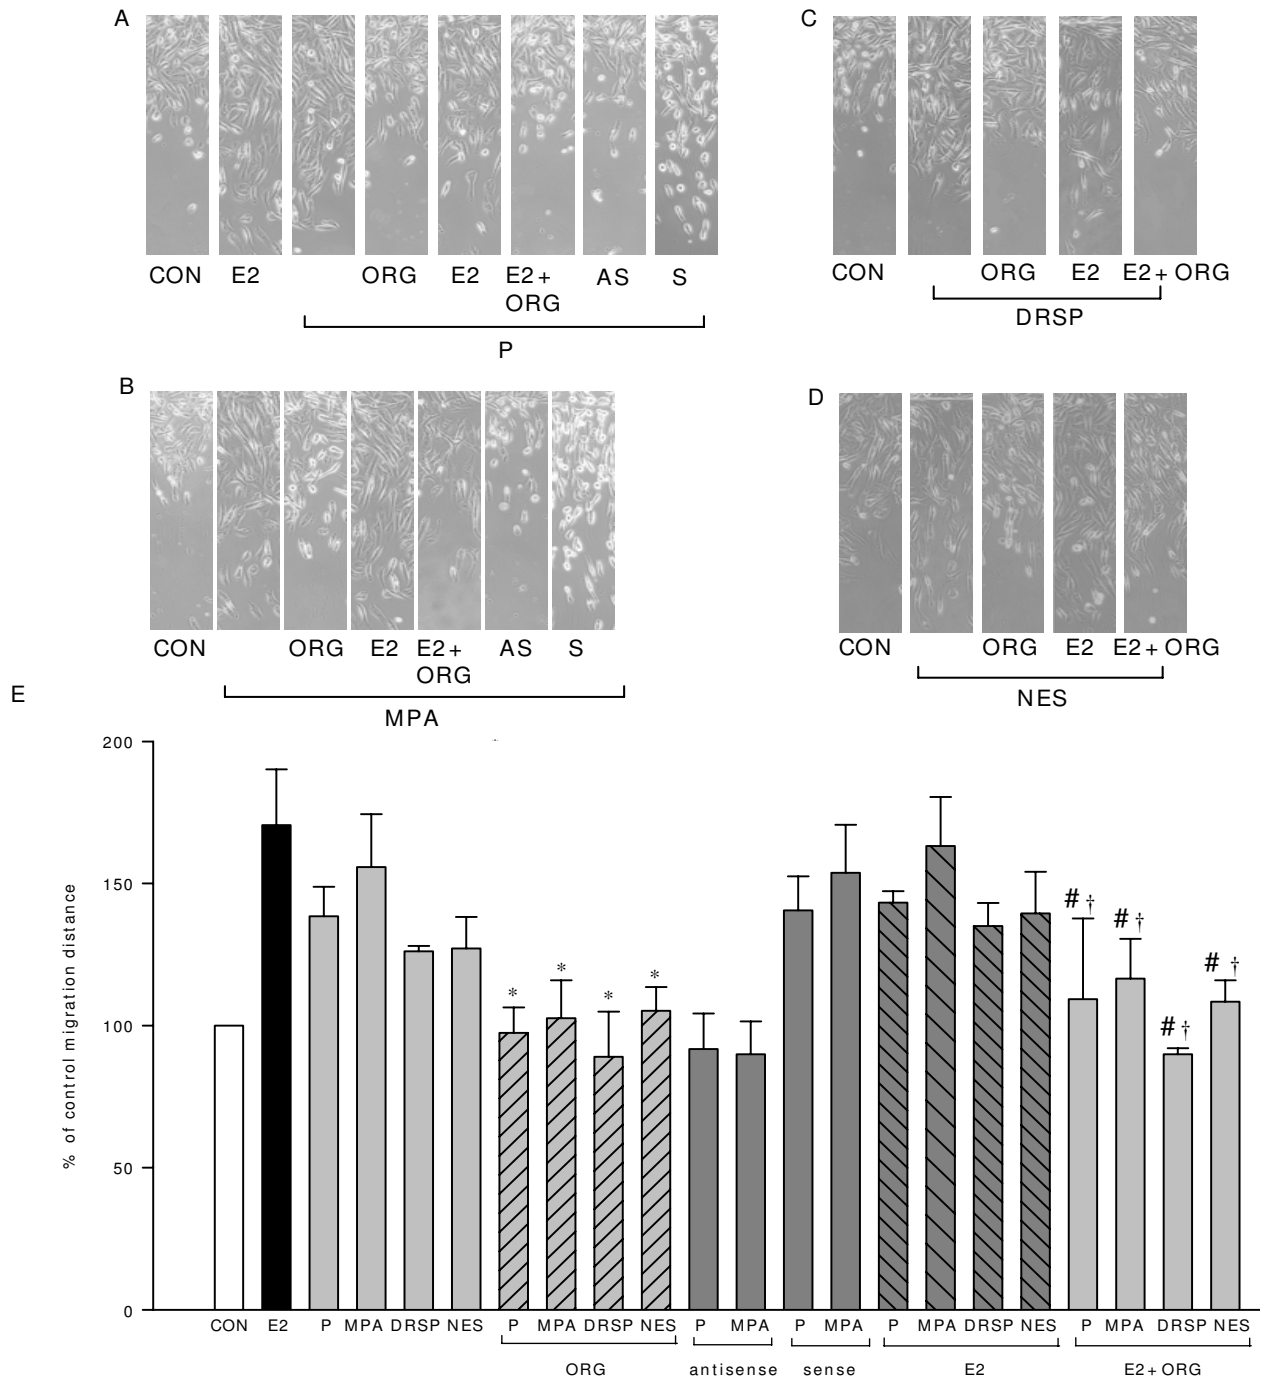 A
CON E2 ORG E2 E2+ ORG AS S
P
C
CON ORG E2 E2+ ORG
DRSP
B
CON ORG E2 E2+ ORG AS S
MPA
D
CON ORG E2 E2+ ORG
NES
E
% of control migration distance
200
150
100
50
0
* * * *
# † # † # † # †
CON E2 P MPA DRSP NES P MPA DRSP NES P MPA P MPA P MPA DRSP NES P MPA DRSP NES
ORG antisense sense E2 E2+ORG